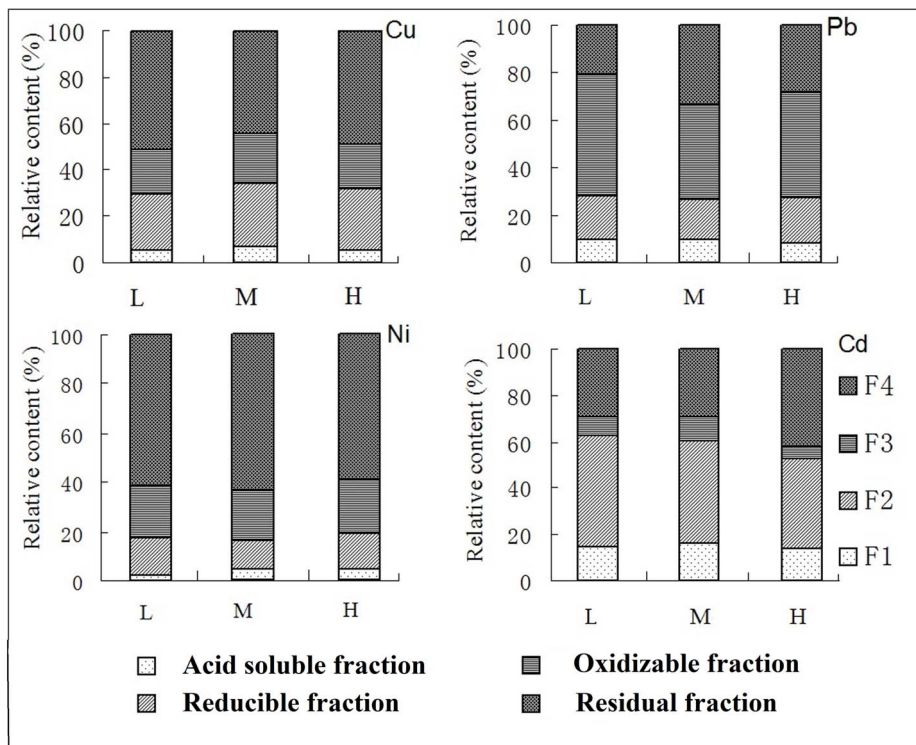 Cu
Relative content (%)
100
80
60
40
20
0
L M H
Pb
Relative content (%)
100
80
60
40
20
0
L M H
Ni
Relative content (%)
100
80
60
40
20
0
L M H
Cd
Relative content (%)
100
80
60
40
20
0
L M H
F4
F3
F2
F1
Acid soluble fraction
Oxidizable fraction
Reducible fraction
Residual fraction